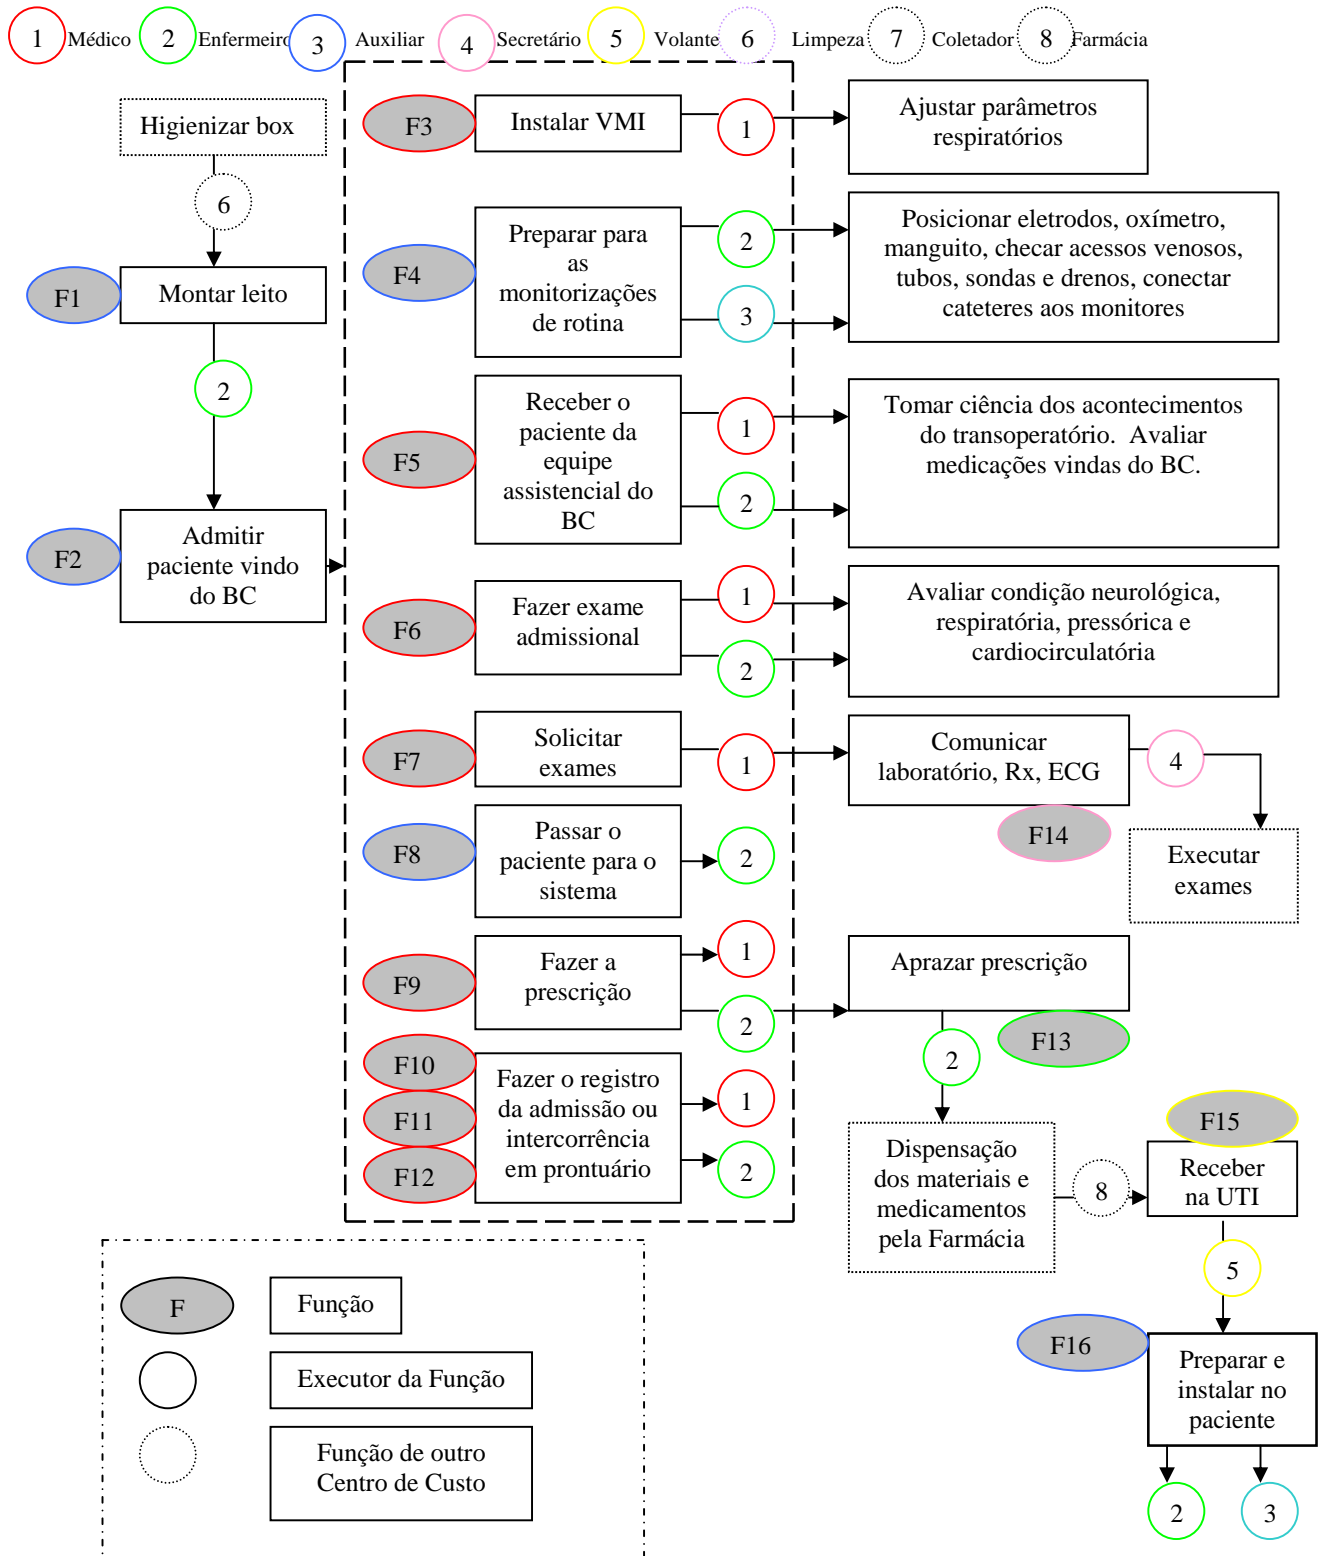 1 Médico 2 Enfermeiro 3 Auxiliar 4 Secretário 5 Volante 6 Limpeza 7 Coletador 8 Farmácia
Higienizar box
6
F1
Montar leito
2
F2
Admitir
paciente vindo
do BC
F3
Instalar VMI
1
Ajustar parâmetros
respiratórios
F4
Preparar para
as
monitorizações
de rotina
2
3
Posicionar eletrodos, oxímetro,
manguito, checar acessos venosos,
tubos, sondas e drenos, conectar
cateteres aos monitores
F5
Receber o
paciente da
equipe
assistencial do
BC
1
2
Tomar ciência dos acontecimentos
do transoperatório. Avaliar
medicações vindas do BC.
F6
Fazer exame
admissional
1
2
Avaliar condição neurológica,
respiratória, pressórica e
cardiocirculatória
F7
Solicitar
exames
1
Comunicar
laboratório, Rx, ECG
4
F14
Executar
exames
F8
Passar o
paciente para o
sistema
2
F9
Fazer a
prescrição
1
2
Aprazar prescrição
F13
2
F10
F11
F12
Fazer o registro
da admissão ou
intercorrência
em prontuário
1
2
Dispensação
dos materiais e
medicamentos
pela Farmácia
8
F15
Receber
na UTI
5
F16
Preparar e
instalar no
paciente
2
3
F
Função
Executor da Função
Função de outro
Centro de Custo